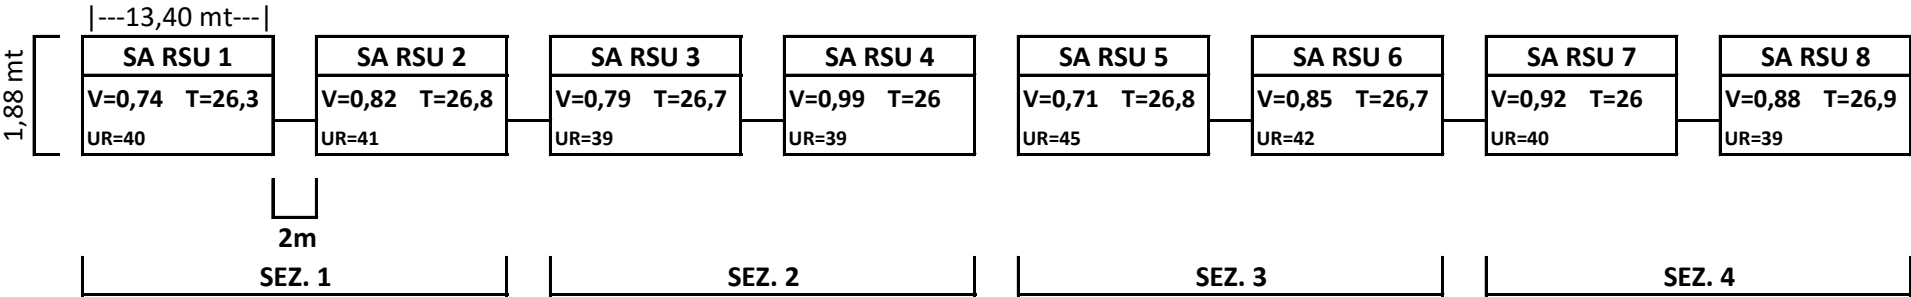 |---13,40 mt---|
1,88 mt
SA RSU 1 SA RSU 2 SA RSU 3 SA RSU 4 SA RSU 5 SA RSU 6 SA RSU 7 SA RSU 8
V=0,74 T=26,3 V=0,82 T=26,8 V=0,79 T=26,7 V=0,99 T=26 V=0,71 T=26,8 V=0,85 T=26,7 V=0,92 T=26 V=0,88 T=26,9
UR=40 UR=41 UR=39 UR=39 UR=45 UR=42 UR=40 UR=39
2m
SEZ. 1 SEZ. 2 SEZ. 3 SEZ. 4